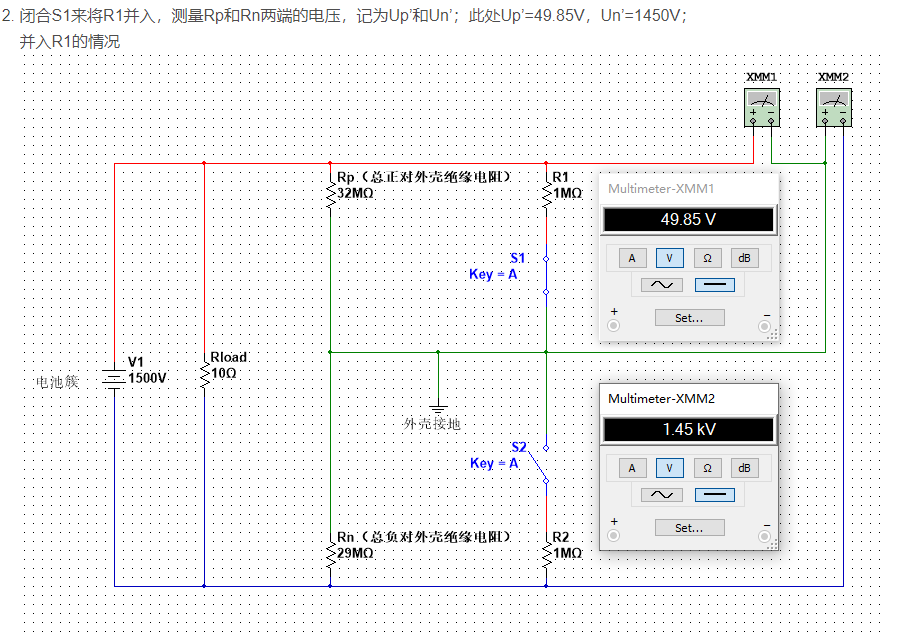 2. 闭合S1来将R1并入，测量Rp和Rn两端的电压，记为Up’和Un’；此处Up’=49.85V，Un’=1450V；
并入R1的情况
XMM1
XMM2
Rp（总正对外壳绝缘电阻）
32MΩ
R1
1MΩ
Multimeter-XMM1
49.85 V
A
V
Ω
dB
S1
Key = A
+
Set...
−
V1
1500V
Rload
10Ω
电池簇
外壳接地
Multimeter-XMM2
1.45 kV
S2
Key = A
A
V
Ω
dB
+
Set...
−
Rn（总负对外壳绝缘电阻）
29MΩ
R2
1MΩ